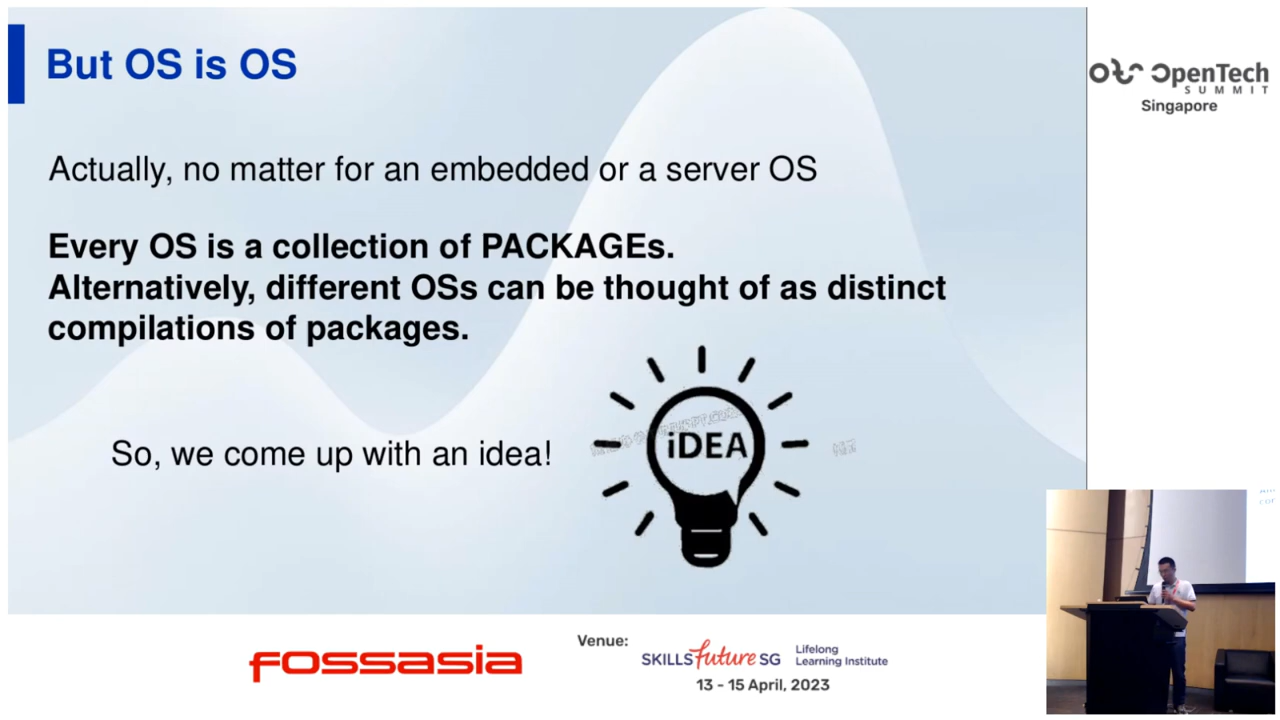 But OS is OS
Actually, no matter for an embedded or a server OS
Every OS is a collection of PACKAGEs.
Alternatively, different OSs can be thought of as distinct
compilations of packages.
So, we come up with an idea!
iDEA
OpenTech
SUMMIT
Singapore
fossasia
Venue:
SKILLSfuture SG
Lifelong
Learning Institute
13 - 15 April, 2023